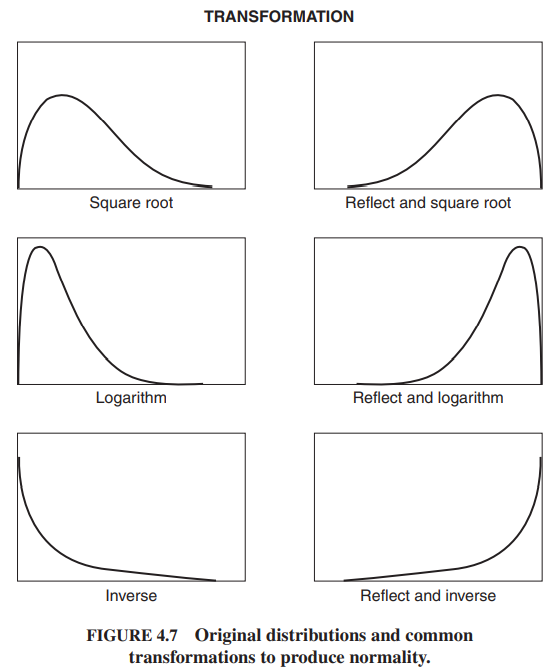 TRANSFORMATION
Square root
Reflect and square root
Logarithm
Reflect and logarithm
Inverse
Reflect and inverse
FIGURE 4.7 Original distributions and common
transformations to produce normality.